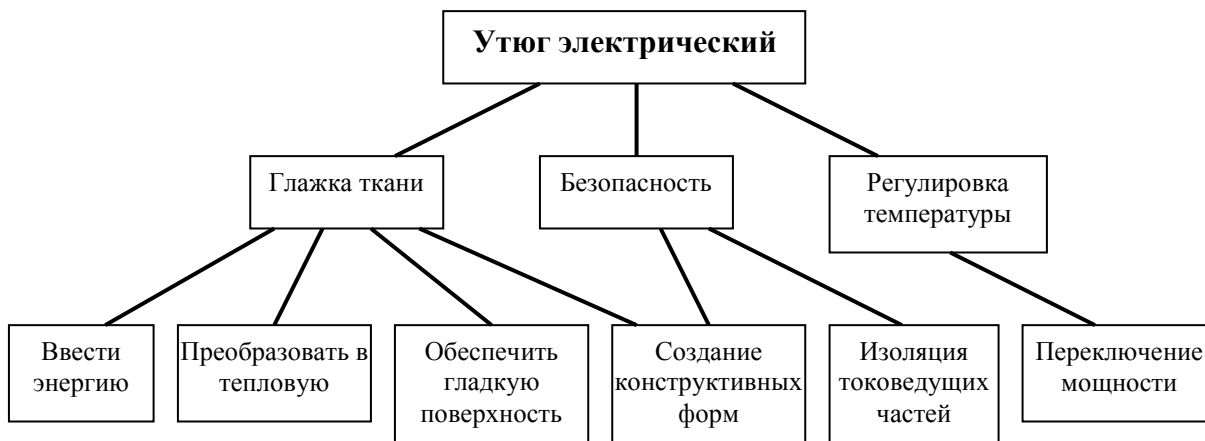 Утюг электрический
Глажка ткани
Безопасность
Регулировка
температуры
Ввести
энергию
Преобразовать в
тепловую
Обеспечить
гладкую
поверхность
Создание
конструктивных
форм
Изоляция
токоведущих
частей
Переключение
мощности